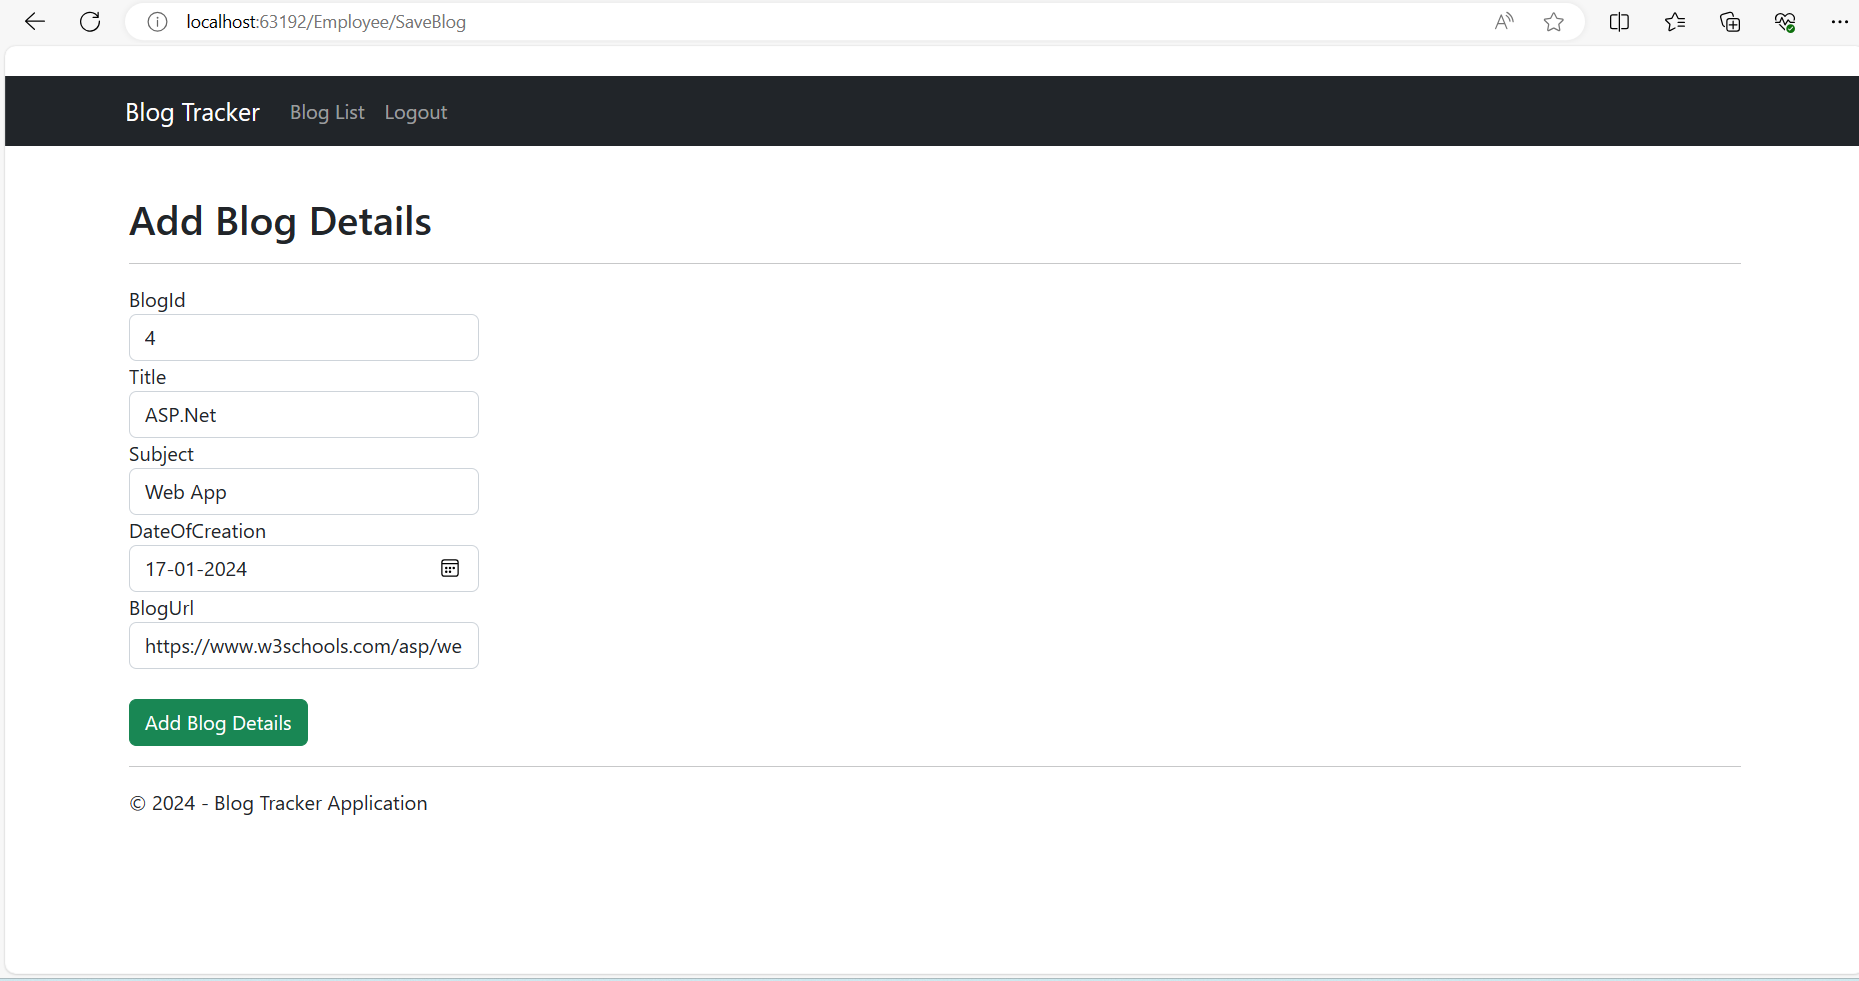 localhost:63192/Employee/SaveBlog
Blog Tracker Blog List Logout
Add Blog Details
BlogId
4
Title
ASP.Net
Subject
Web App
DateOfCreation
17-01-2024
BlogUrl
https://www.w3schools.com/asp/we
Add Blog Details
© 2024 - Blog Tracker Application